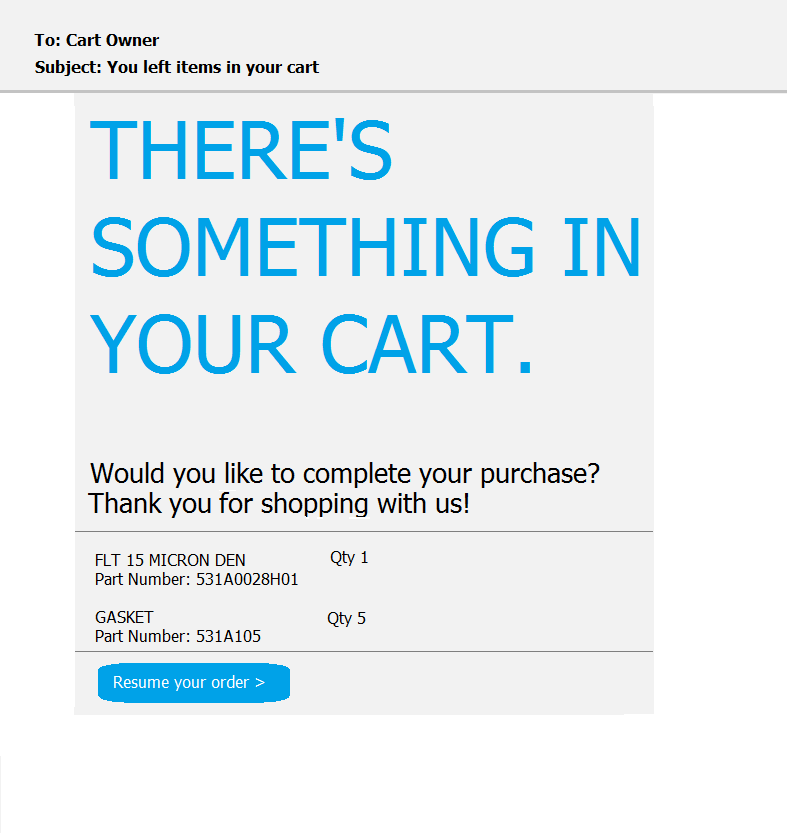 To: Cart Owner
Subject: You left items in your cart
THERE'S
SOMETHING IN
YOUR CART.
Would you like to complete your purchase?
Thank you for shopping with us!
FLT 15 MICRON DEN Qty 1
Part Number: 531A0028H01
GASKET Qty 5
Part Number: 531A105
Resume your order >